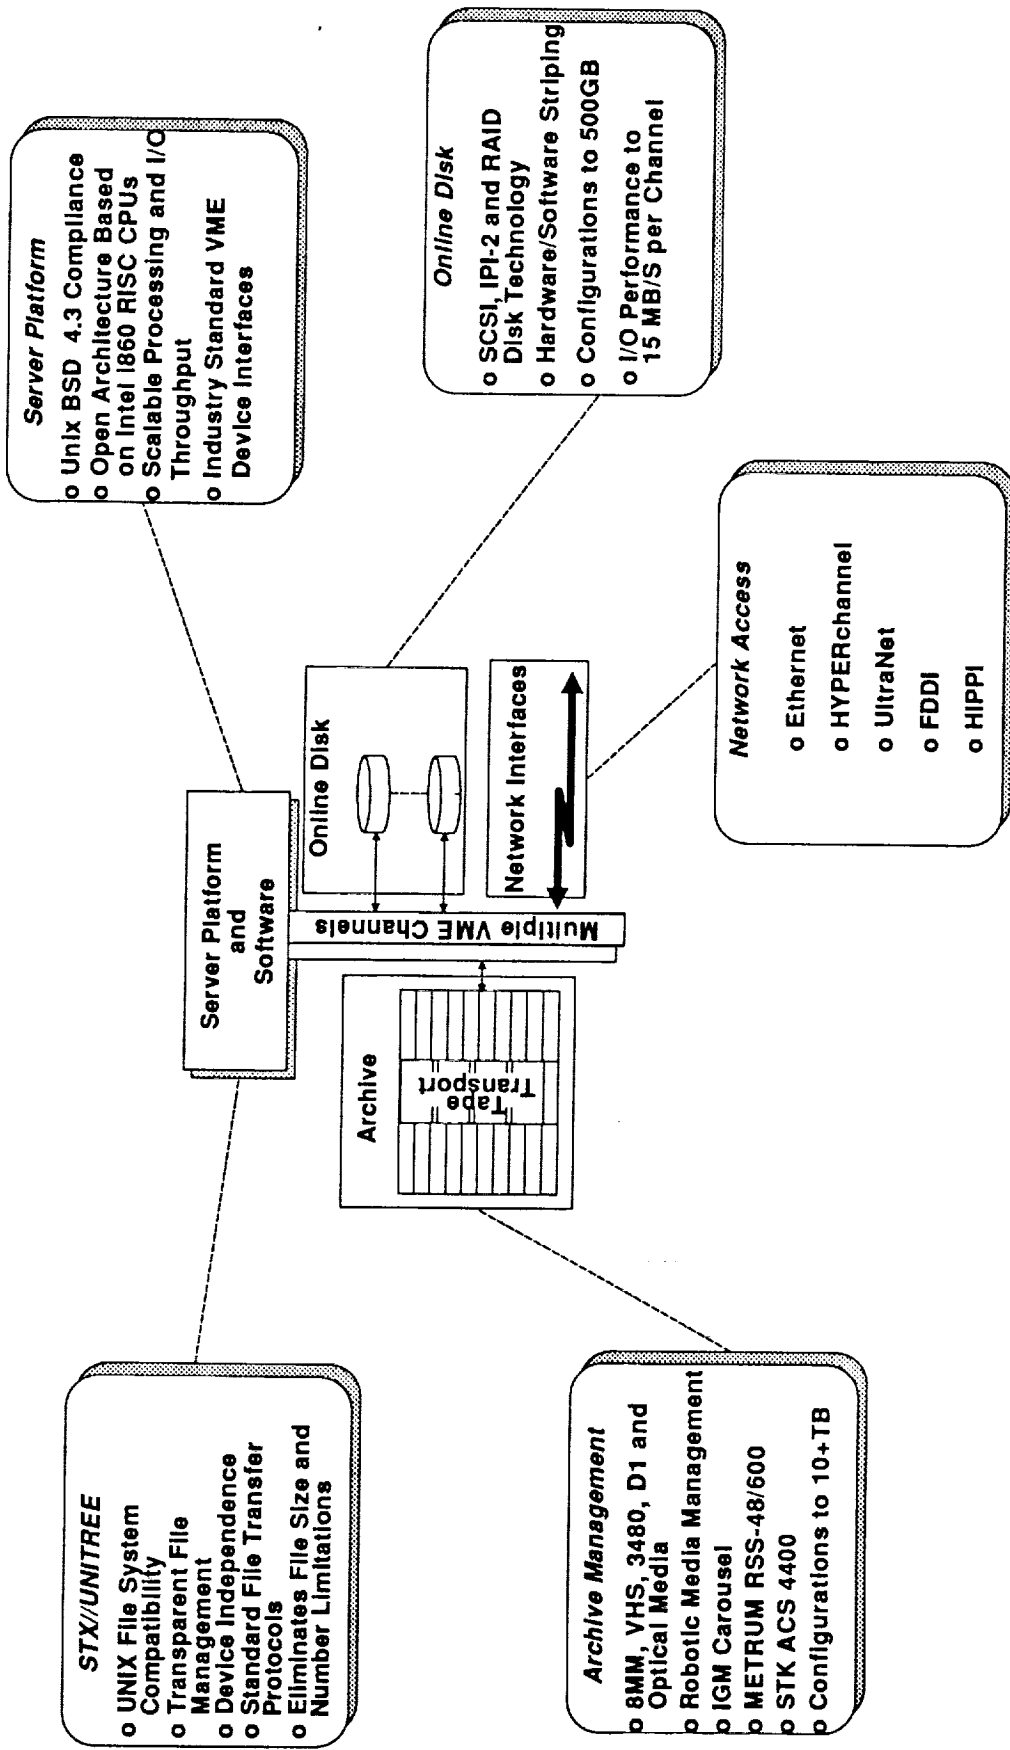 STX//UNITREE
o UNIX File System
Compatibility
o Transparent File
Management
o Device Independence
o Standard File Transfer
Protocols
o Eliminates File Size and
Number Limitations
Server Platform
and
Software
Server Platform
o Unix BSD 4.3 Compliance
o Open Architecture Based
on Intel I860 RISC CPUs
o Scalable Processing and I/O
Throughput
o Industry Standard VME
Device Interfaces
Archive
Tape
Transport
Multiple VME Channels
Online Disk
Network Interfaces
Online Disk
o SCSI, IPI-2 and RAID
Disk Technology
o Hardware/Software Striping
o Configurations to 500GB
o I/O Performance to
15 MB/S per Channel
Archive Management
o 8MM, VHS, 3480, D1 and
Optical Media
o Robotic Media Management
o IGM Carousel
o METRUM RSS-48/600
o STK ACS 4400
o Configurations to 10+TB
Network Access
o Ethernet
o HYPERchannel
o UltraNet
o FDDI
o HIPPI